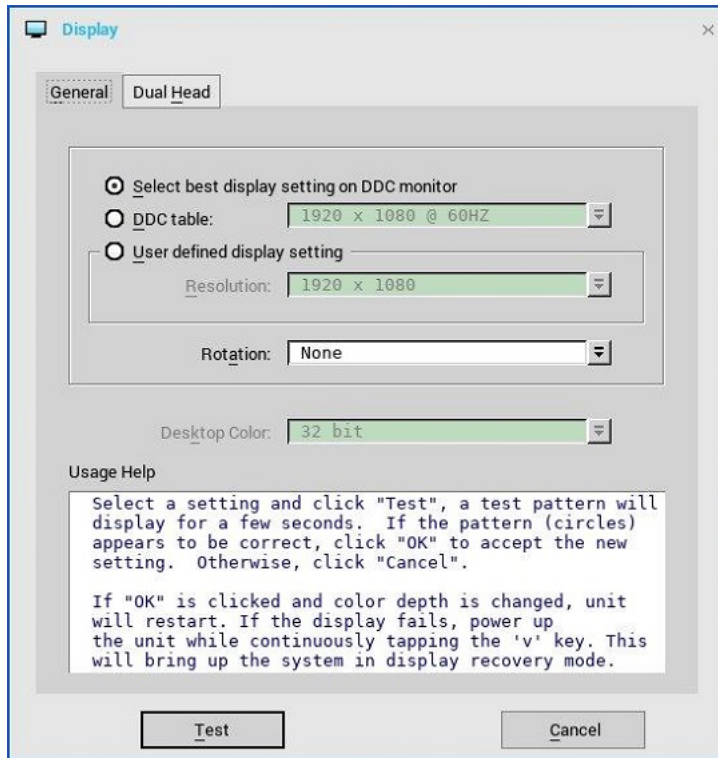 Display
General Dual Head
Select best display setting on DDC monitor
DDC table: 1920 x 1080 @ 60HZ
User defined display setting
Resolution: 1920 x 1080
Rotation: None
Desktop Color: 32 bit
Usage Help
Select a setting and click "Test", a test pattern will
display for a few seconds.  If the pattern (circles)
appears to be correct, click "OK" to accept the new
setting.  Otherwise, click "Cancel".
If "OK" is clicked and color depth is changed, unit
will restart. If the display fails, power up
the unit while continuously tapping the 'v' key. This
will bring up the system in display recovery mode.
Test Cancel